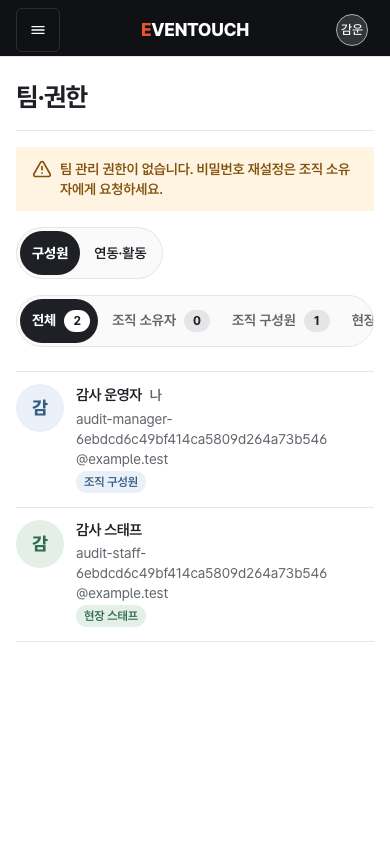 EVENTOUCH
감운
팀·권한
팀 관리 권한이 없습니다. 비밀번호 재설정은 조직 소유
자에게 요청하세요.
구성원 연동·활동
전체 2 조직 소유자 0 조직 구성원 1 현장
감
감사 운영자 나
audit-manager-
6ebdcd6c49bf414ca5809d264a73b546
@example.test
조직 구성원
감
감사 스태프
audit-staff-
6ebdcd6c49bf414ca5809d264a73b546
@example.test
현장 스태프